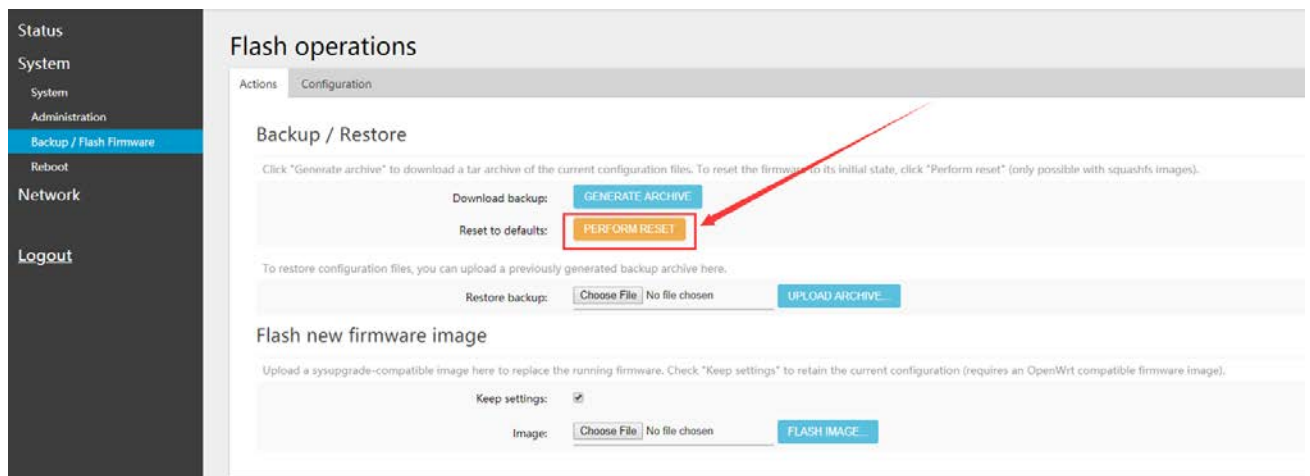 Status
System
System
Administration
Backup / Flash Firmware
Reboot
Network
Logout
Flash operations
Actions Configuration
Backup / Restore
Click "Generate archive" to download a tar archive of the current configuration files. To reset the firmware to its initial state, click "Perform reset" (only possible with squashfs images).
Download backup: GENERATE ARCHIVE
Reset to defaults: PERFORM RESET
To restore configuration files, you can upload a previously generated backup archive here.
Restore backup: Choose File No file chosen UPLOAD ARCHIVE...
Flash new firmware image
Upload a sysupgrade-compatible image here to replace the running firmware. Check "Keep settings" to retain the current configuration (requires an OpenWrt compatible firmware image).
Keep settings:
Image: Choose File No file chosen FLASH IMAGE...